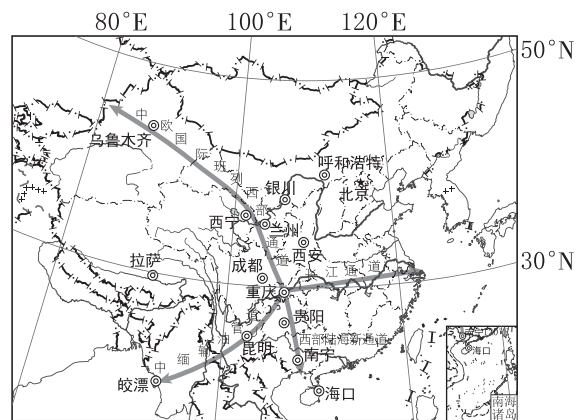 80°E 100°E 120°E
50°N
中欧国际班列西部通道
乌鲁木齐
呼和浩特
银川
北京
西宁
兰州
西安
拉萨
成都
长江通道
30°N
重庆
贵阳
西部陆海新通道
昆明
南宁
中缅
皎漂
海口
海口
南海
诸岛